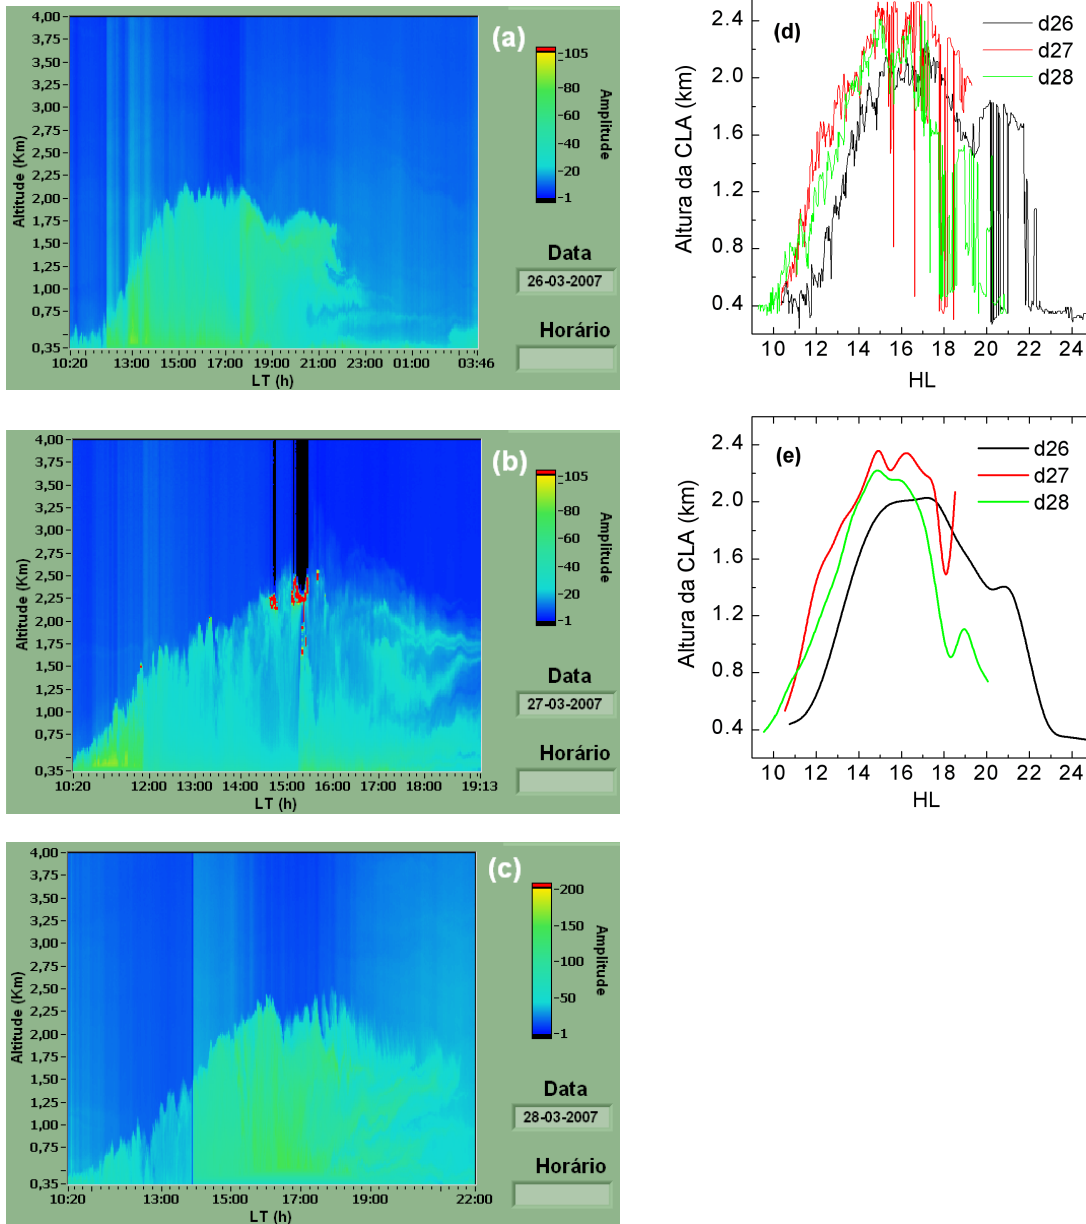 (a)
4,00
3,75
3,50
3,25
3,00
2,75
2,50
2,25
2,00
1,75
1,50
1,25
1,00
0,75
0,35
Altitude (Km)
10:20 13:00 15:00 17:00 19:00 21:00 23:00 01:00 03:46
LT (h)
105
80
40
20
1
Amplitude
Data
26-03-2007
Horário
(b)
4,00
3,75
3,50
3,25
3,00
2,75
2,50
2,25
2,00
1,75
1,50
1,25
1,00
0,75
0,35
Altitude (Km)
10:20 12:00 13:00 14:00 15:00 16:00 17:00 18:00 19:13
LT (h)
105
80
60
40
20
1
Amplitude
Data
27-03-2007
Horário
(c)
4,00
3,75
3,50
3,25
3,00
2,75
2,50
2,25
2,00
1,75
1,50
1,25
1,00
0,75
0,35
Altitude (Km)
10:20 13:00 15:00 17:00 19:00 22:00
LT (h)
200
150
100
50
1
Amplitude
Data
28-03-2007
Horário
(d)
d26
d27
d28
2.4
2.0
1.6
1.2
0.8
0.4
Altura da CLA (km)
10 12 14 16 18 20 22 24
HL
(e)
d26
d27
d28
2.4
2.0
1.6
1.2
0.8
0.4
Altura da CLA (km)
10 12 14 16 18 20 22 24
HL